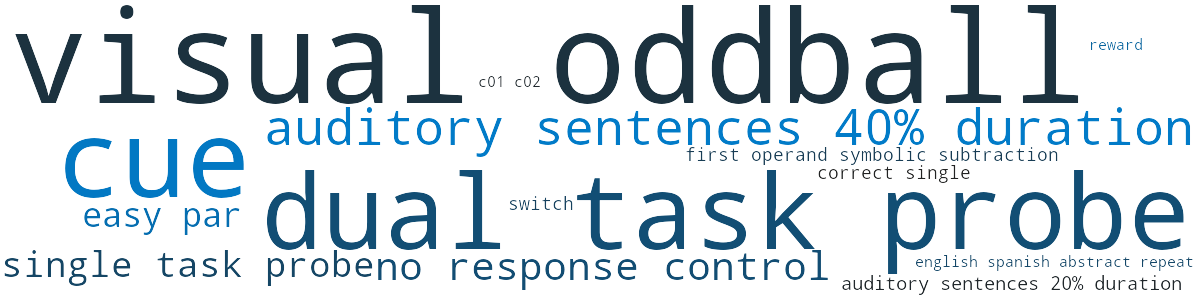 visual oddball
reward
c01 c02
auditory sentences 40% duration
cue
first operand symbolic subtraction
correct single
dual task probe
switch
easy par
single task probe
no response control
english spanish abstract repeat
auditory sentences 20% duration